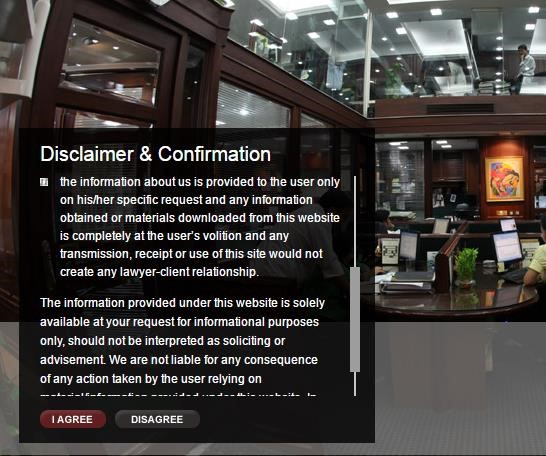 Disclaimer & Confirmation
the information about us is provided to the user only
on his/her specific request and any information
obtained or materials downloaded from this website
is completely at the user's volition and any
transmission, receipt or use of this site would not
create any lawyer-client relationship.
The information provided under this website is solely
available at your request for informational purposes
only, should not be interpreted as soliciting or
advisement. We are not liable for any consequence
of any action taken by the user relying on
material/information provided under this website. In
I AGREE
DISAGREE